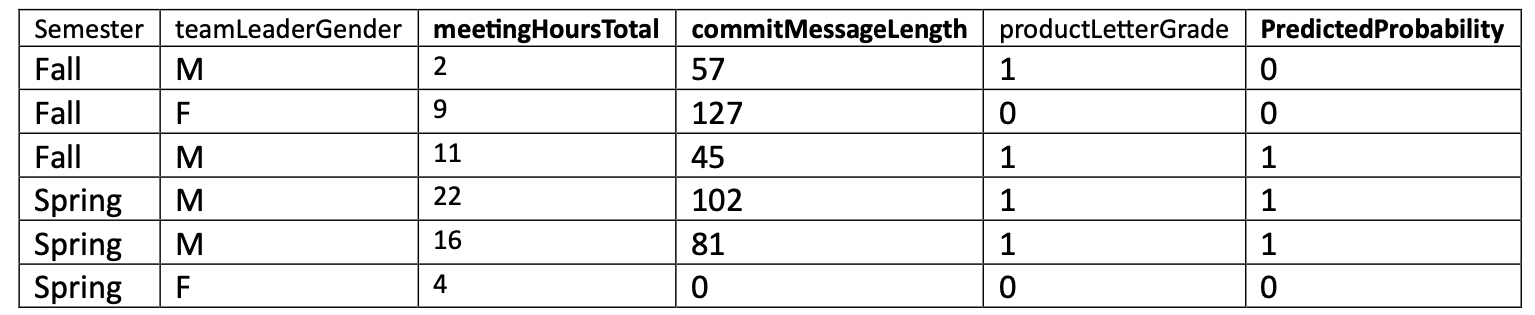 Semester teamLeaderGender meetingHoursTotal commitMessageLength productLetterGrade PredictedProbability
Fall M 2 57 1 0
Fall F 9 127 0 0
Fall M 11 45 1 1
Spring M 22 102 1 1
Spring M 16 81 1 1
Spring F 4 0 0 0